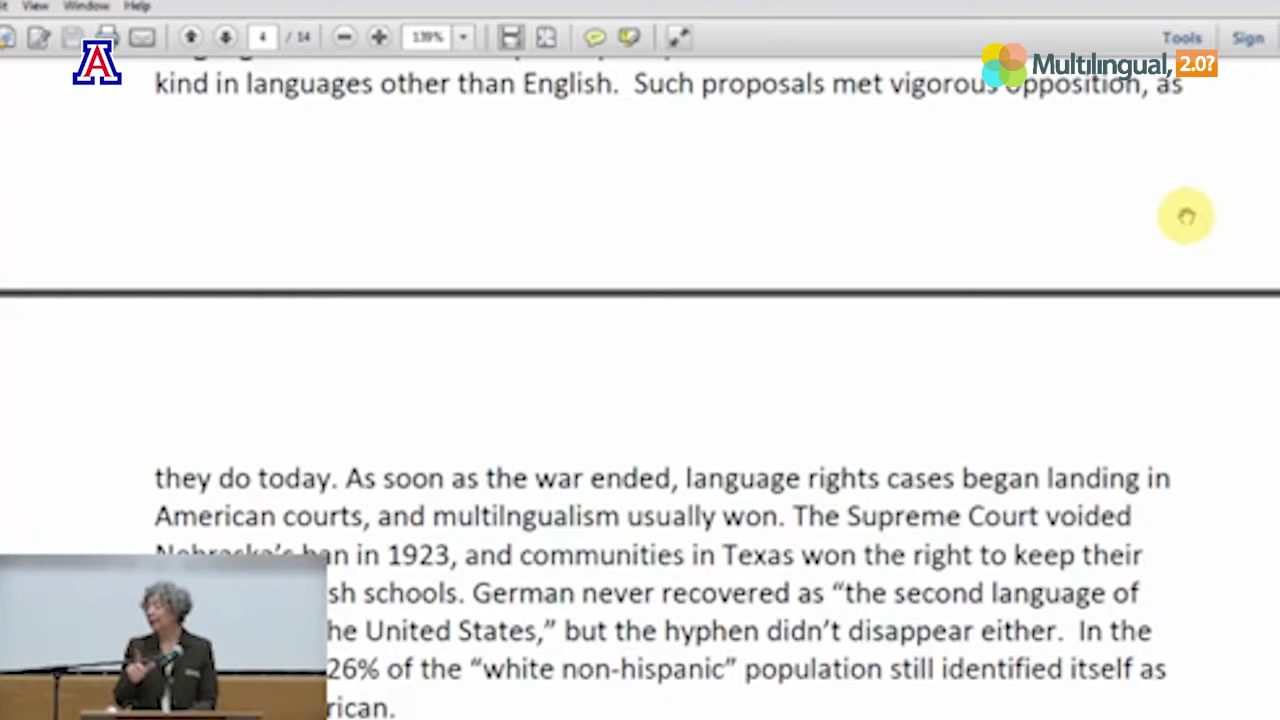 View Window Help
4 / 14 139% Tools Sign
A
Multilingual, 2.0?
kind in languages other than English. Such proposals met vigorous opposition, as
they do today. As soon as the war ended, language rights cases began landing in
American courts, and multilngualism usually won. The Supreme Court voided
Nebraska's ban in 1923, and communities in Texas won the right to keep their
sh schools. German never recovered as “the second language of
he United States,” but the hyphen didn’t disappear either. In the
26% of the “white non-hispanic” population still identified itself as
rican.